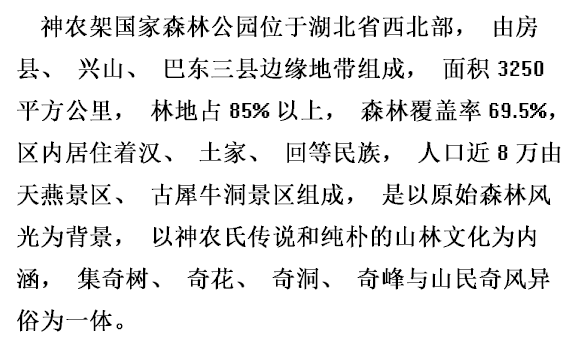 神农架国家森林公园位于湖北省西北部， 由房
县、 兴山、 巴东三县边缘地带组成， 面积 3250
平方公里， 林地占 85% 以上， 森林覆盖率 69.5%，
区内居住着汉、 土家、 回等民族， 人口近 8 万由
天燕景区、 古犀牛洞景区组成， 是以原始森林风
光为背景， 以神农氏传说和纯朴的山林文化为内
涵， 集奇树、 奇花、 奇洞、 奇峰与山民奇风异
俗为一体。